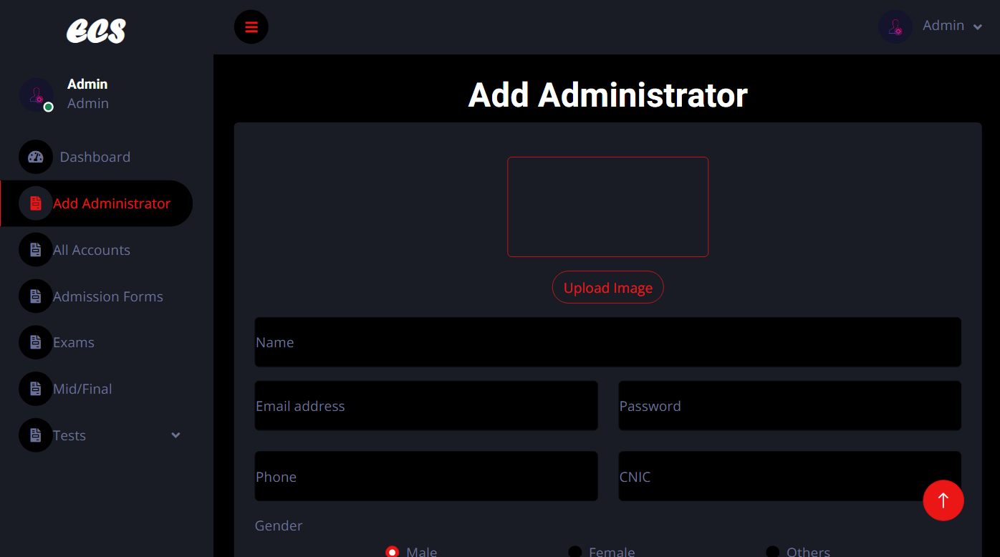 ECS
Admin
Admin
Admin
Dashboard
Add Administrator
All Accounts
Admission Forms
Exams
Mid/Final
Tests
Add Administrator
Upload Image
Name
Email address
Password
Phone
CNIC
Gender
Male
Female
Others